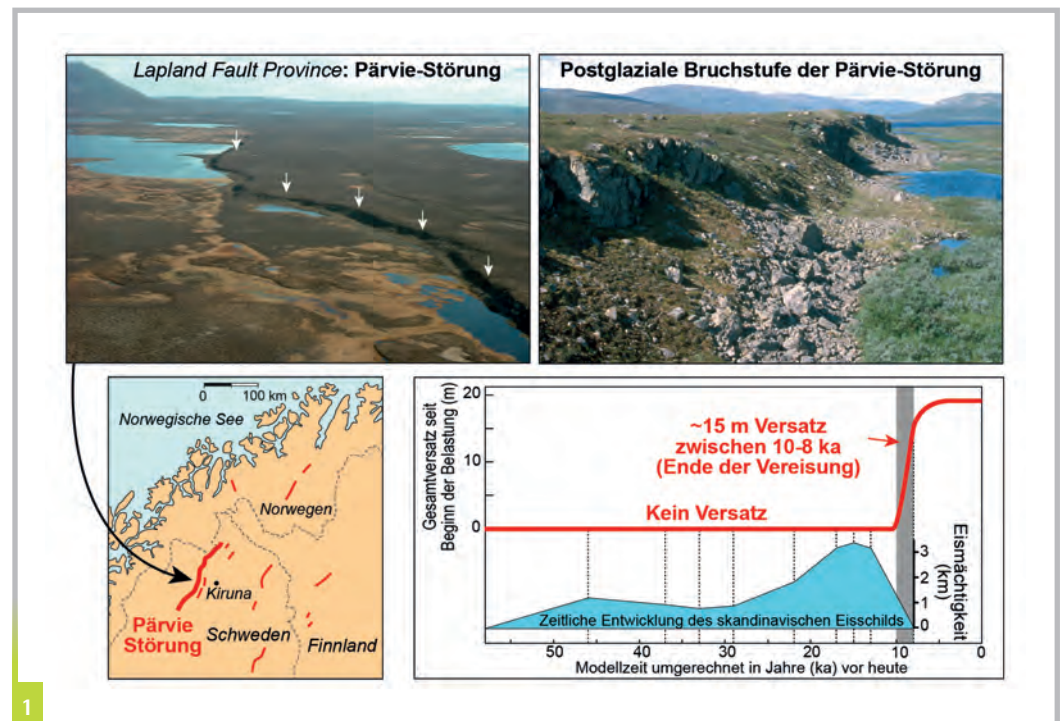 Lapland Fault Province: Pärvie-Störung
Postglaziale Bruchstufe der Pärvie-Störung
0 100 km
Norwegische See
Norwegen
Kiruna
Pärvie
Störung
Schweden
Finnland
Gesamtversatz seit
Beginn der Belastung (m)
20
10
0
~15 m Versatz
zwischen 10-8 ka
(Ende der Vereisung)
Kein Versatz
Eismächtigkeit
(km)
3
2
1
0
Zeitliche Entwicklung des skandinavischen Eisschilds
50 40 30 20 10 0
Modellzeit umgerechnet in Jahre (ka) vor heute
1